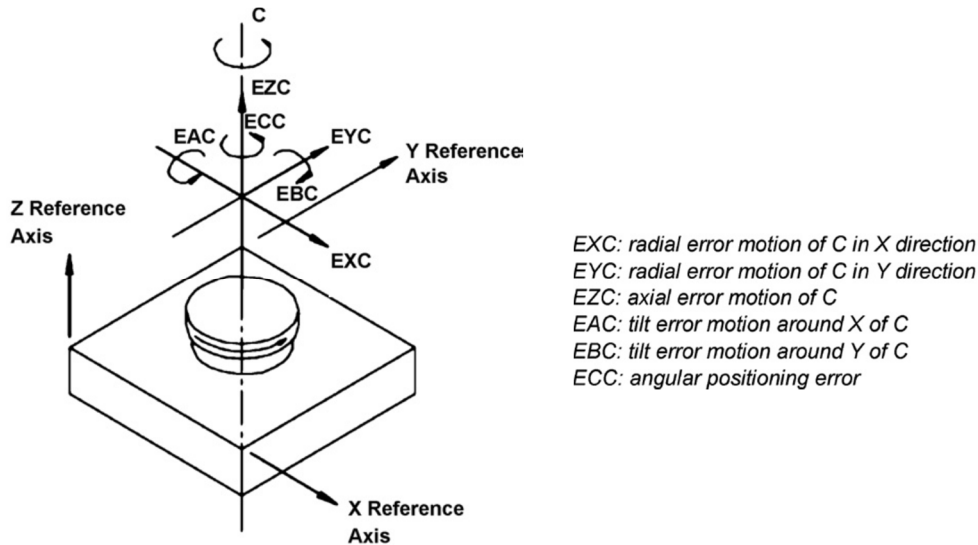 C
EZC
ECC
EAC
EYC
Y Reference
Axis
EBC
Z Reference
Axis
EXC
X Reference
Axis
EXC: radial error motion of C in X direction
EYC: radial error motion of C in Y direction
EZC: axial error motion of C
EAC: tilt error motion around X of C
EBC: tilt error motion around Y of C
ECC: angular positioning error